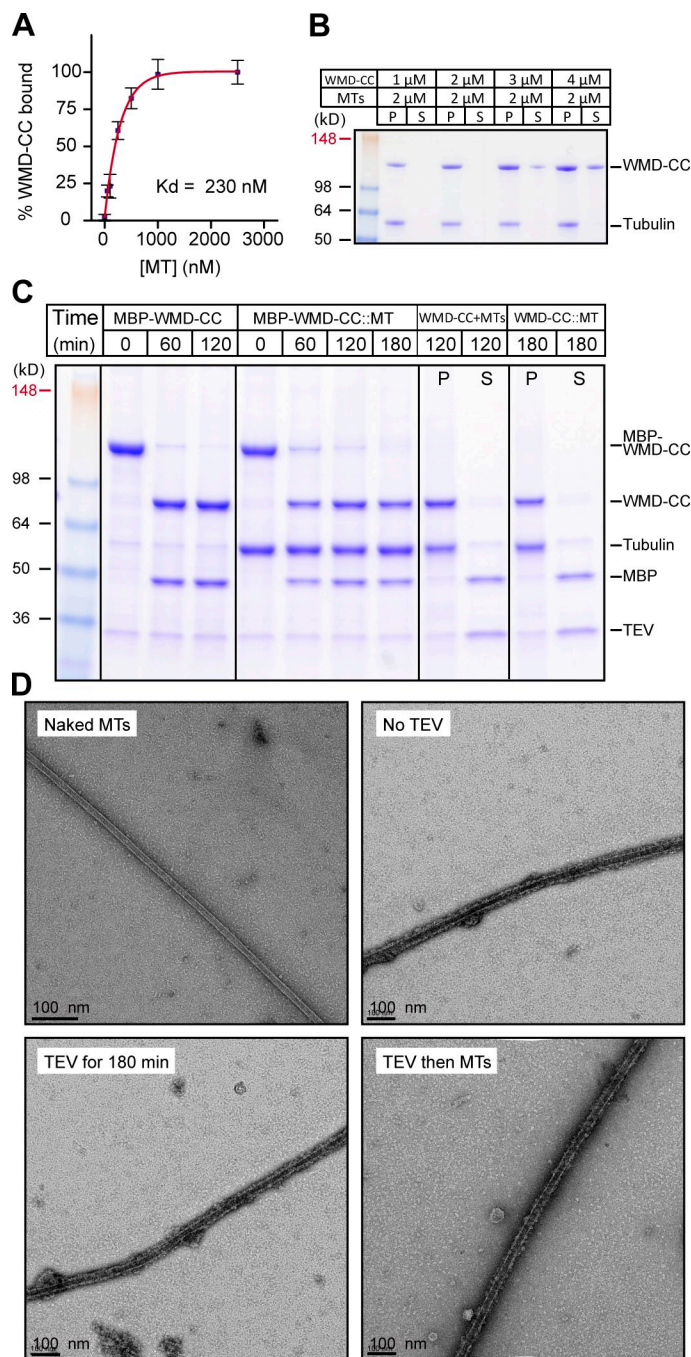 A
% WMD-CC bound
100
75
50
25
0
Kd = 230 nM
0 1000 2000 3000
[MT] (nM)
B
WMD-CC 1 µM 2 µM 3 µM 4 µM
MTs 2 µM 2 µM 2 µM 2 µM
(kD) P S P S P S P S
148
WMD-CC
98
64
Tubulin
50
C
Time MBP-WMD-CC MBP-WMD-CC::MT WMD-CC+MTs WMD-CC::MT
(min) 0 60 120 0 60 120 180 120 120 180 180
(kD) P S P S
148
MBP-
WMD-CC
98
WMD-CC
64
Tubulin
50
MBP
36
TEV
D
Naked MTs No TEV
100 nm 100 nm
TEV for 180 min TEV then MTs
100 nm 100 nm